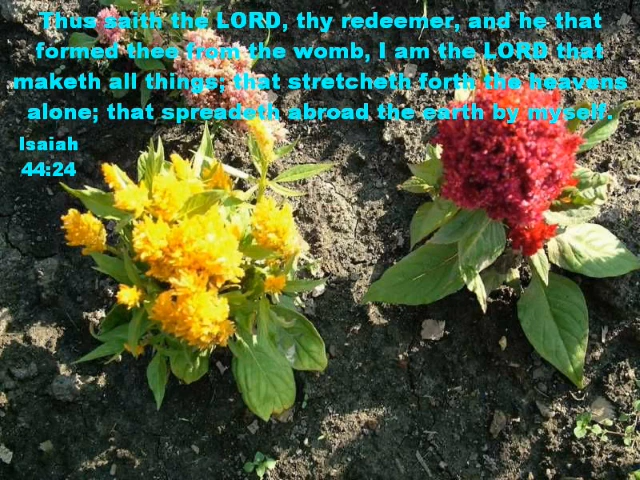 Thus saith the LORD, thy redeemer, and he that
formed thee from the womb, I am the LORD that
maketh all things; that stretcheth forth the heavens
alone; that spreadeth abroad the earth by myself.
Isaiah
44:24